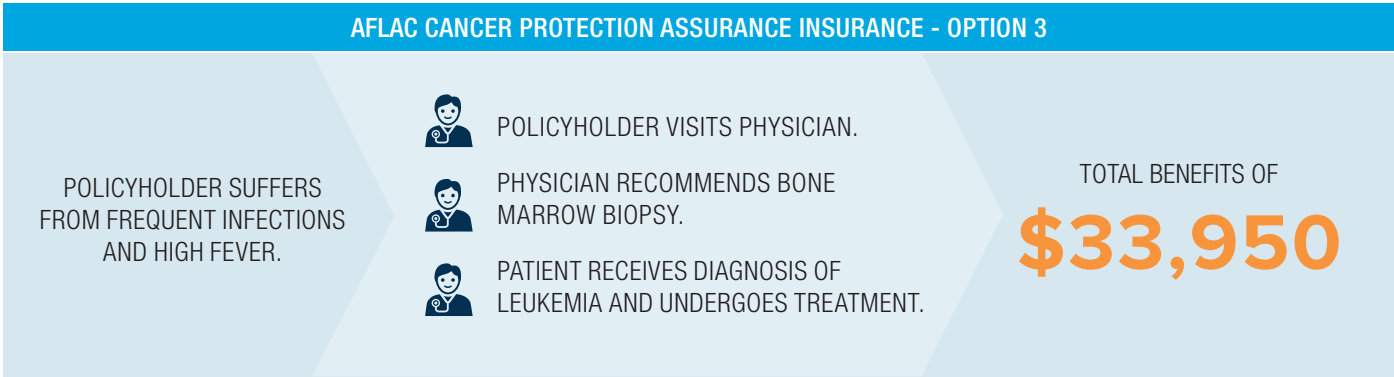 AFLAC CANCER PROTECTION ASSURANCE INSURANCE - OPTION 3
POLICYHOLDER SUFFERS
FROM FREQUENT INFECTIONS
AND HIGH FEVER.
POLICYHOLDER VISITS PHYSICIAN.
PHYSICIAN RECOMMENDS BONE
MARROW BIOPSY.
PATIENT RECEIVES DIAGNOSIS OF
LEUKEMIA AND UNDERGOES TREATMENT.
TOTAL BENEFITS OF
$33,950